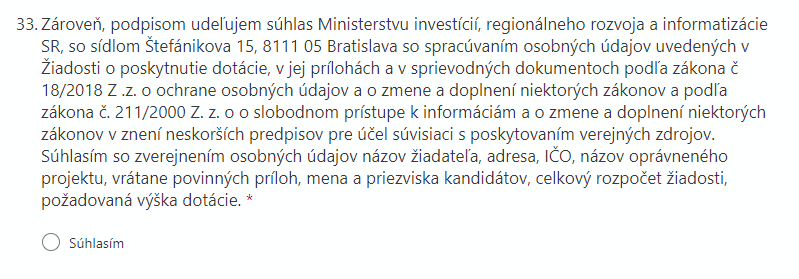 33. Zároveň, podpisom udeľujem súhlas Ministerstvu investícií, regionálneho rozvoja a informatizácie
SR, so sídlom Štefánikova 15, 8111 05 Bratislava so spracúvaním osobných údajov uvedených v
Žiadosti o poskytnutie dotácie, v jej prílohách a v sprievodných dokumentoch podľa zákona č
18/2018 Z .z. o ochrane osobných údajov a o zmene a doplnení niektorých zákonov a podľa
zákona č. 211/2000 Z. z. o o slobodnom prístupe k informáciám a o zmene a doplnení niektorých
zákonov v znení neskorších predpisov pre účel súvisiaci s poskytovaním verejných zdrojov.
Súhlasím so zverejnením osobných údajov názov žiadateľa, adresa, IČO, názov oprávneného
projektu, vrátane povinných príloh, mena a priezviska kandidátov, celkový rozpočet žiadosti,
požadovaná výška dotácie. *
Súhlasím